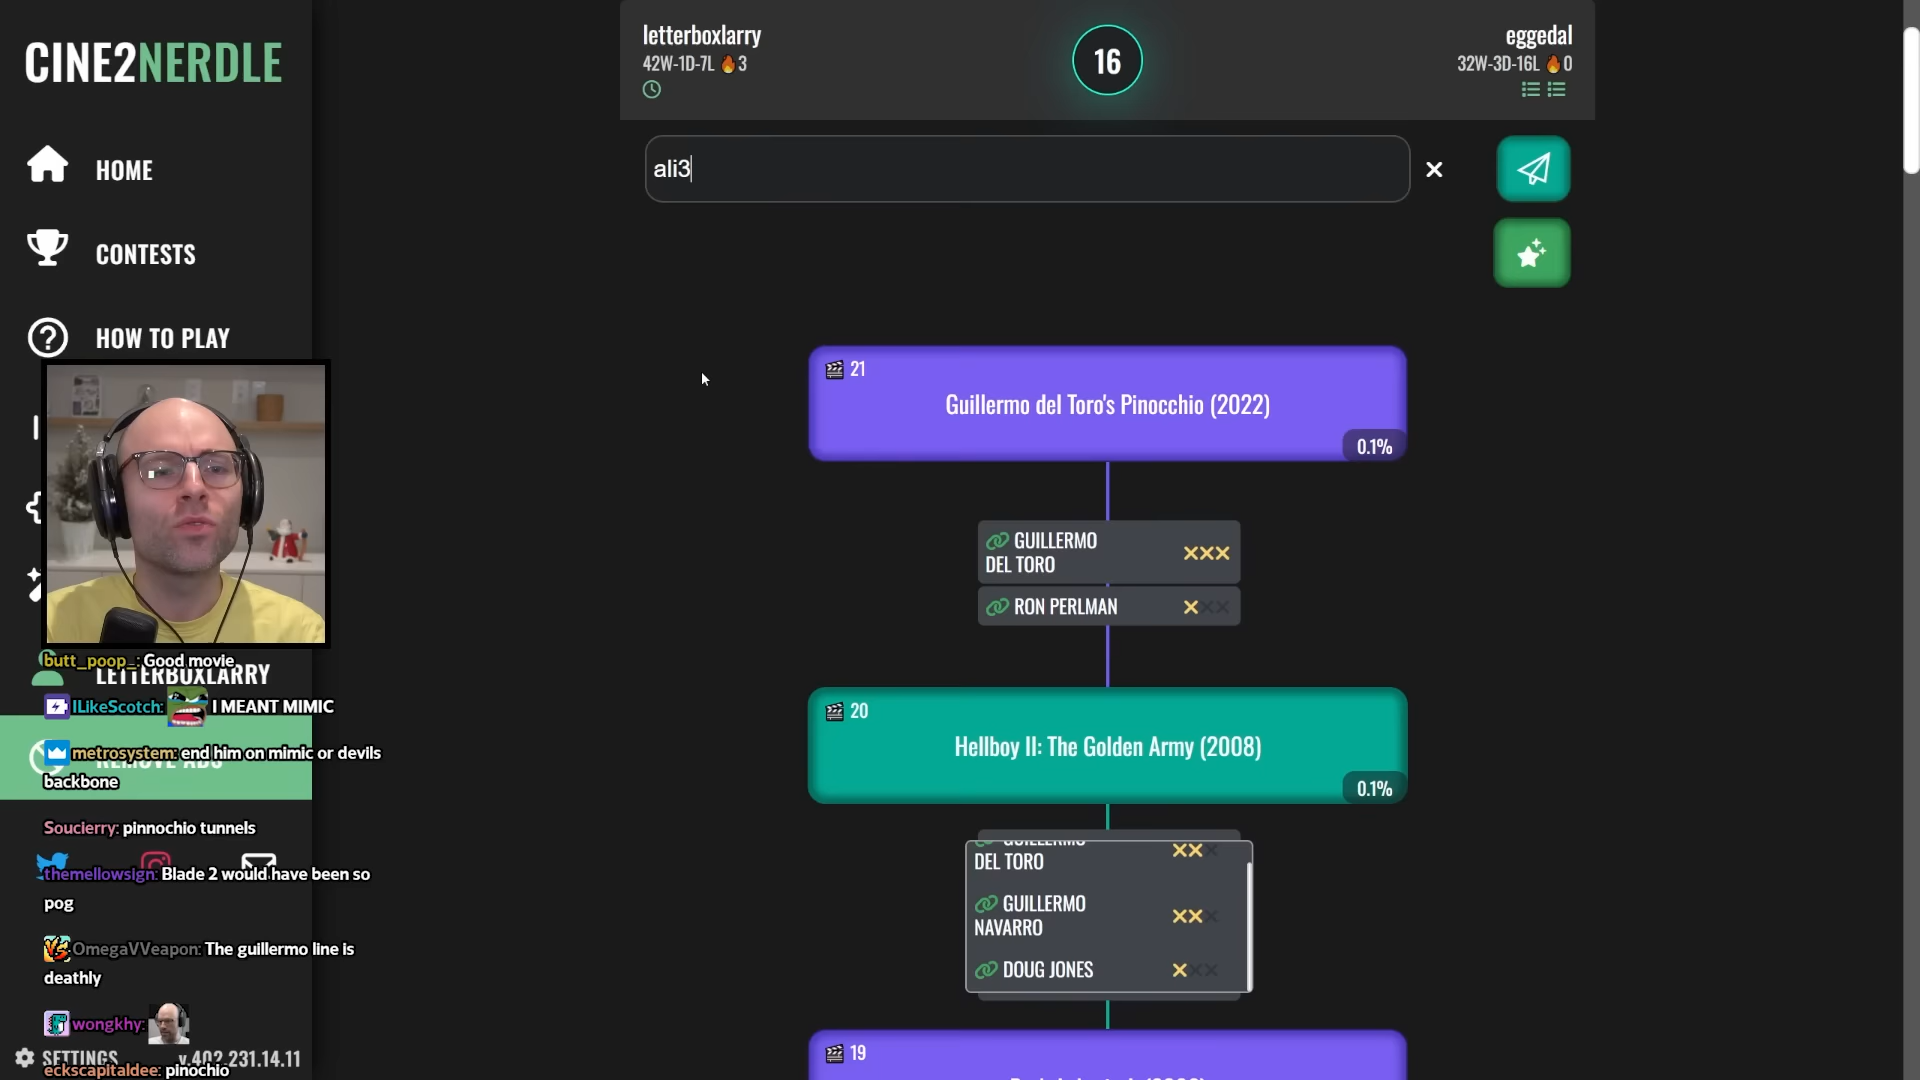 CINE2NERDLE
HOME
CONTESTS
HOW TO PLAY
LETTERBOXLARRY
REMOVE ADS
SETTINGS
v.402.231.14.11
butt_poop_: Good movie
ILikeScotch: I MEANT MIMIC
metrosystem: end him on mimic or devils
backbone
Soucierry: pinnochio tunnels
themellowsign: Blade 2 would have been so
pog
OmegaVVeapon: The guillermo line is
deathly
wongkhy:
eckscapitaldee: pinochio
letterboxlarry
42W-1D-7L 🔥3
16
eggedal
32W-3D-16L 🔥0
ali3
21
Guillermo del Toro's Pinocchio (2022)
0.1%
GUILLERMO
DEL TORO
RON PERLMAN
20
Hellboy II: The Golden Army (2008)
0.1%
GUILLERMO
DEL TORO
GUILLERMO
NAVARRO
DOUG JONES
19